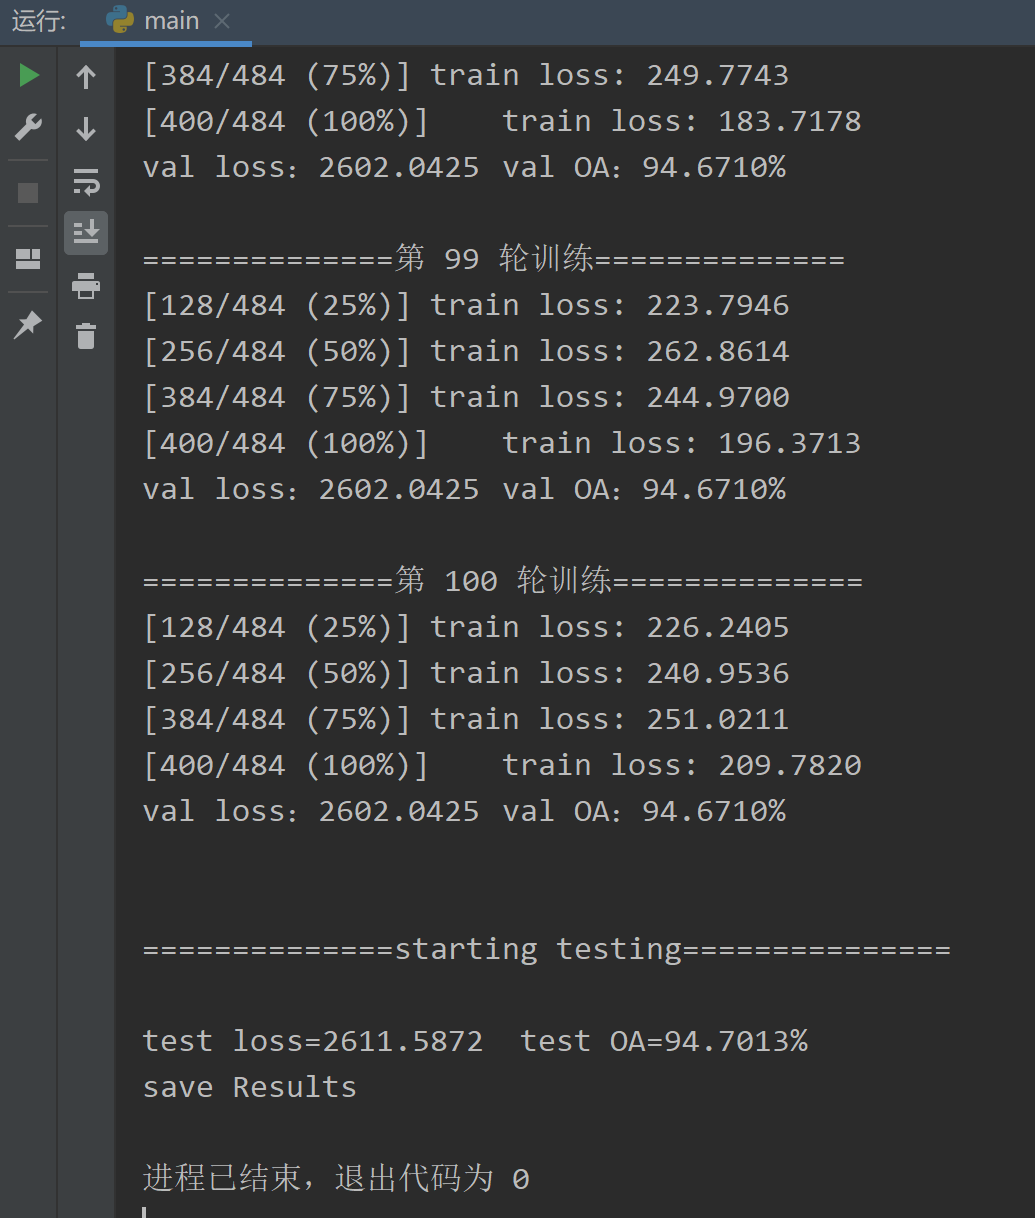 运行: main
[384/484 (75%)] train loss: 249.7743
[400/484 (100%)]    train loss: 183.7178
val loss：2602.0425 val OA：94.6710%
==============第 99 轮训练==============
[128/484 (25%)] train loss: 223.7946
[256/484 (50%)] train loss: 262.8614
[384/484 (75%)] train loss: 244.9700
[400/484 (100%)]    train loss: 196.3713
val loss：2602.0425 val OA：94.6710%
==============第 100 轮训练==============
[128/484 (25%)] train loss: 226.2405
[256/484 (50%)] train loss: 240.9536
[384/484 (75%)] train loss: 251.0211
[400/484 (100%)]    train loss: 209.7820
val loss：2602.0425 val OA：94.6710%
==============starting testing===============
test loss=2611.5872  test OA=94.7013%
save Results
进程已结束，退出代码为 0